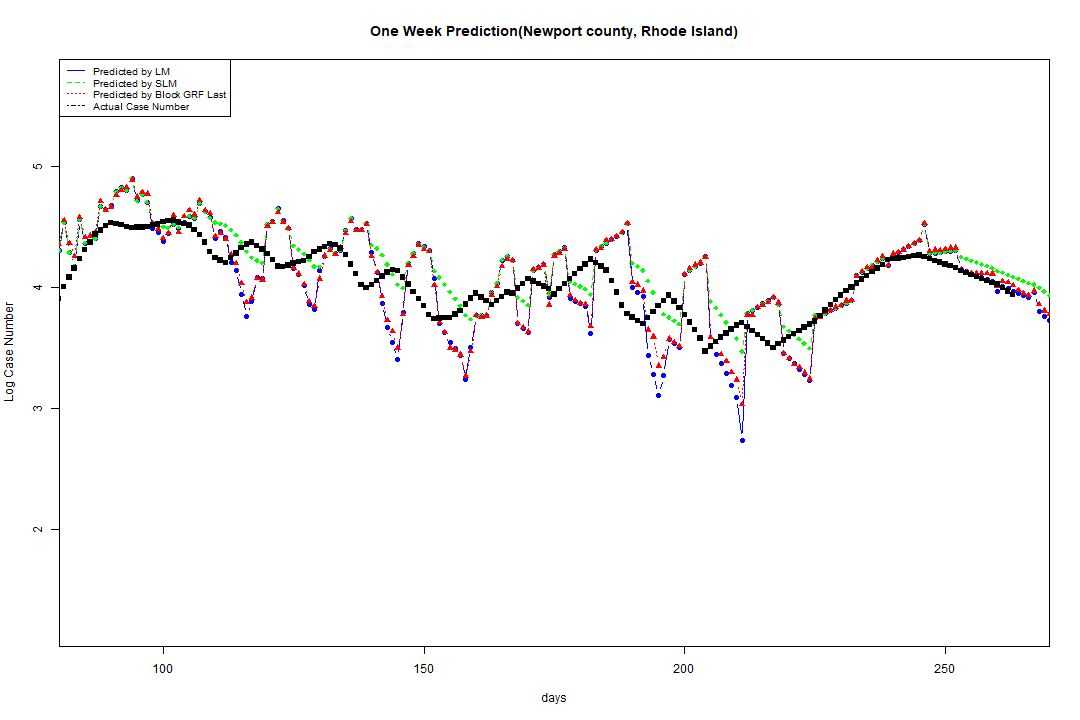 One Week Prediction(Newport county, Rhode Island)
Predicted by LM
Predicted by SLM
Predicted by Block GRF Last
Actual Case Number
5
4
3
2
Log Case Number
100 150 200 250
days